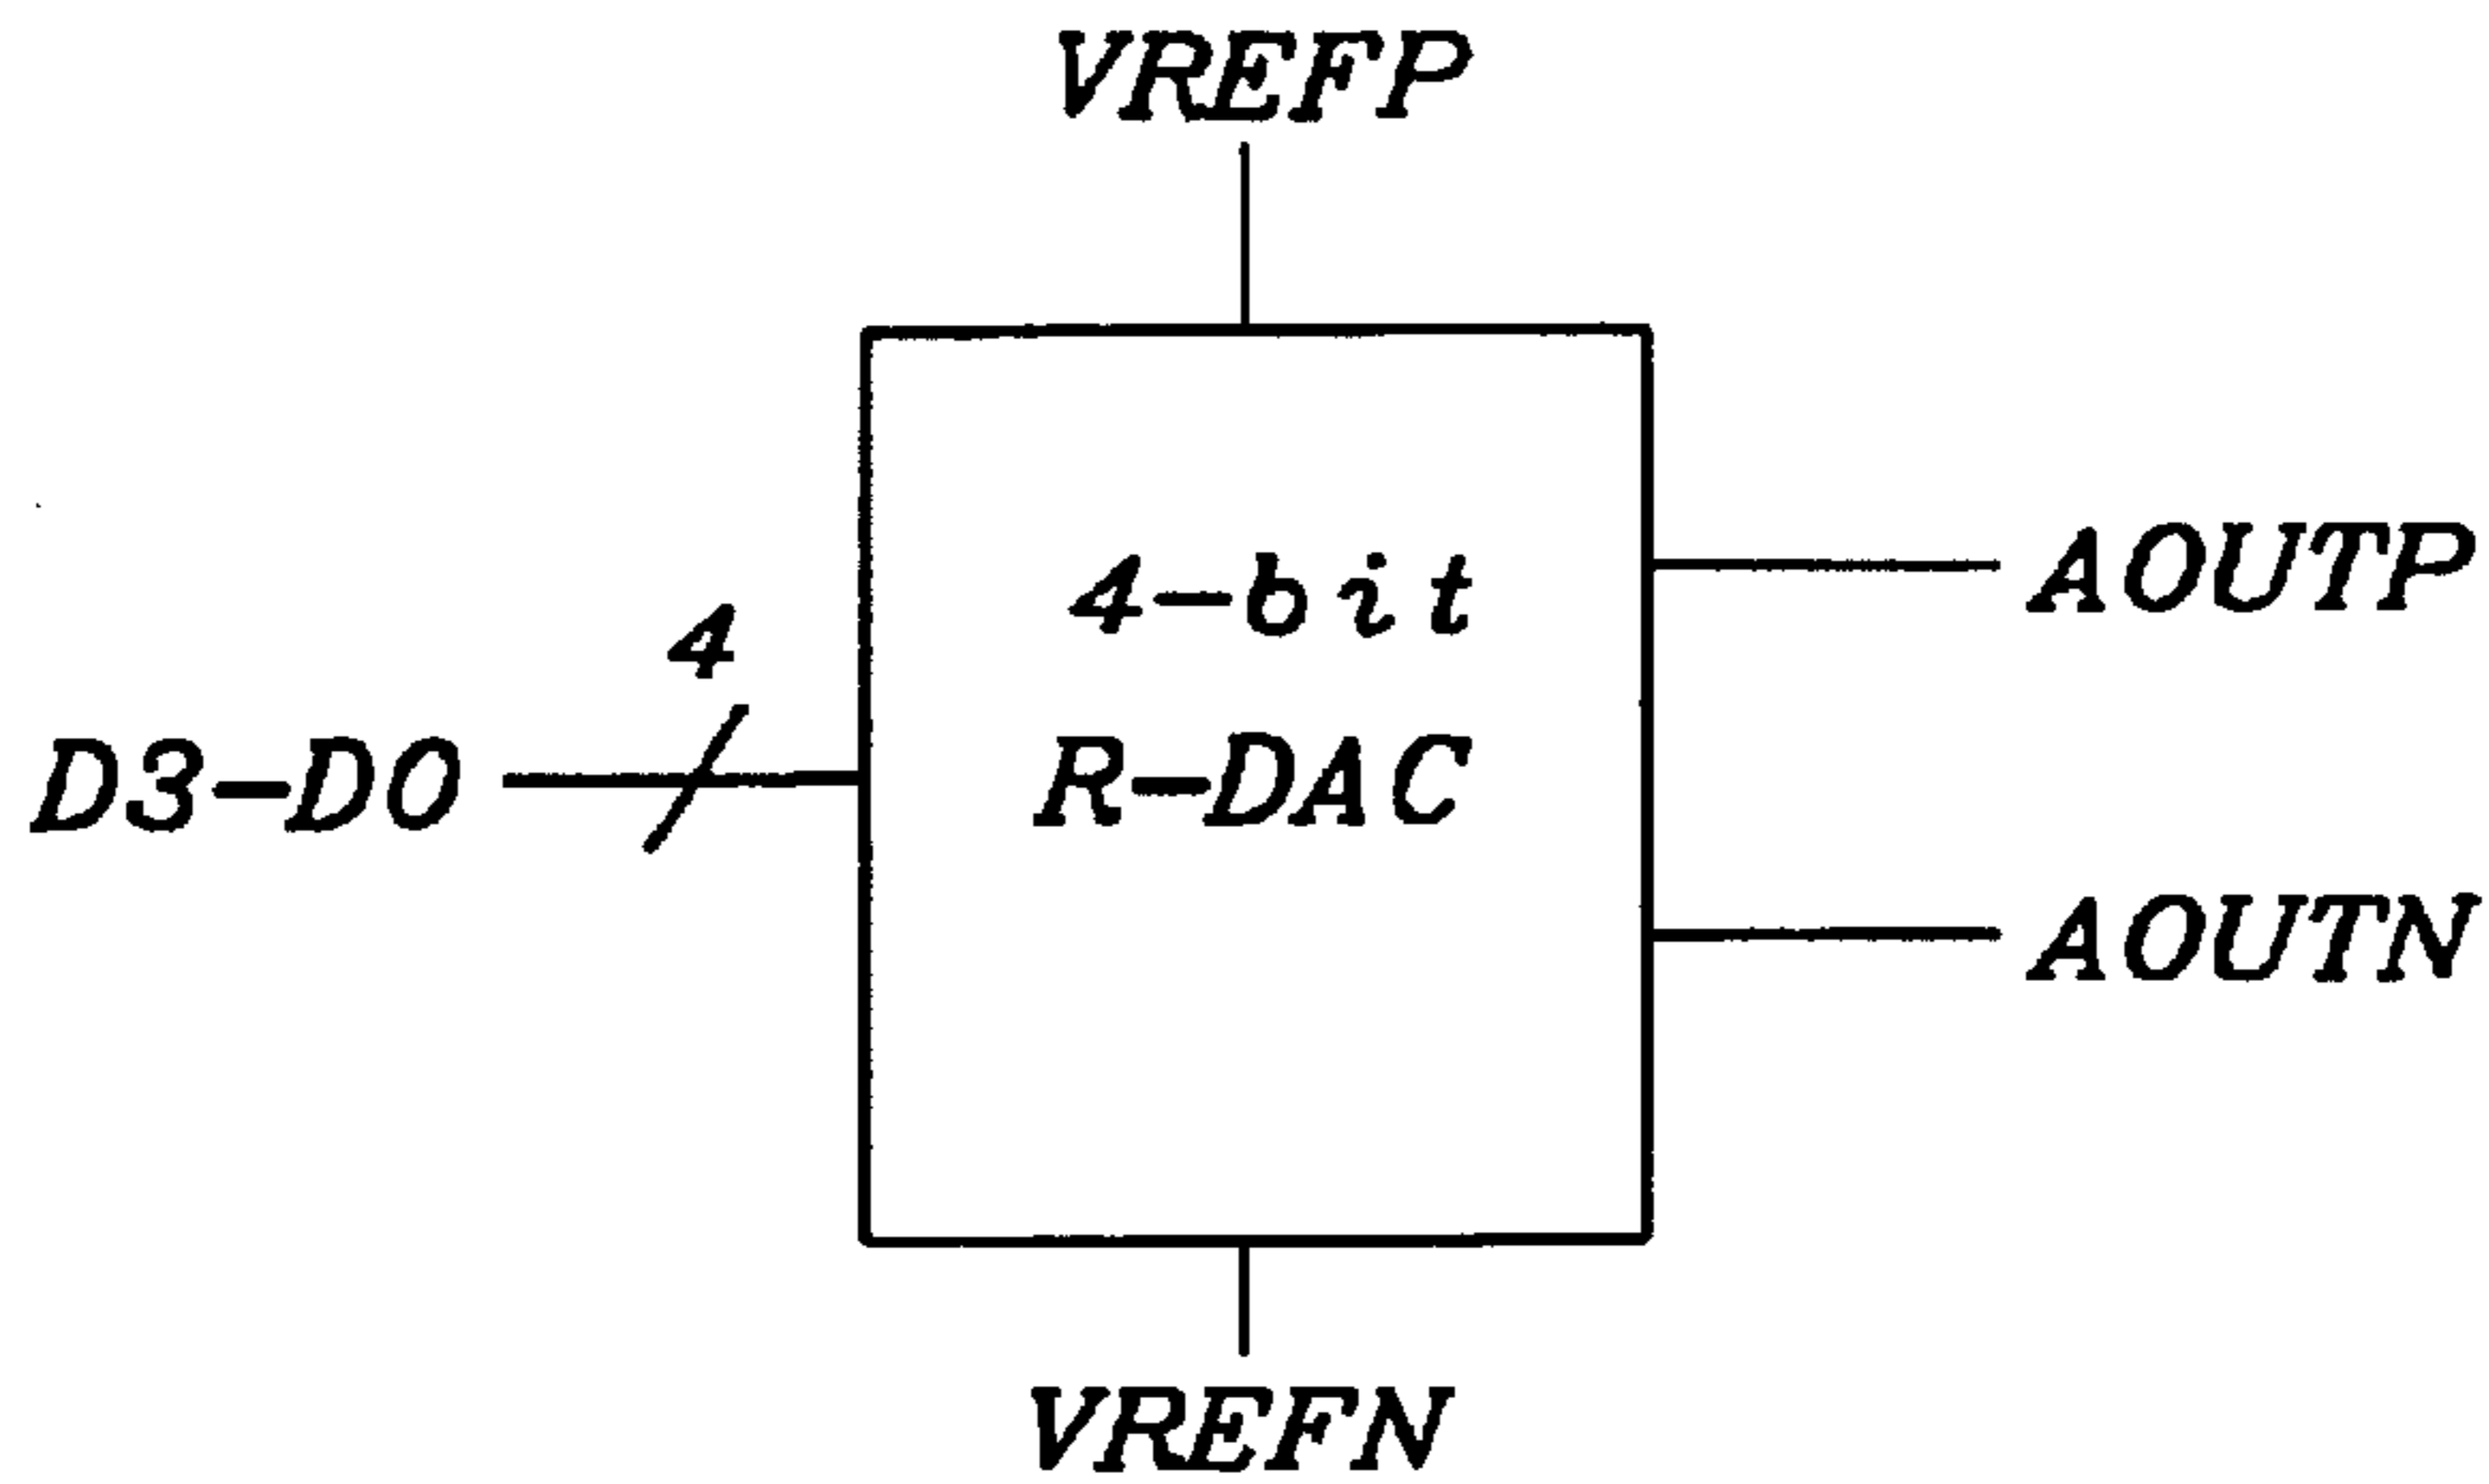 VREFP
4-bit
AOUTP
4
D3-D0
R-DAC
AOUTN
VREFN